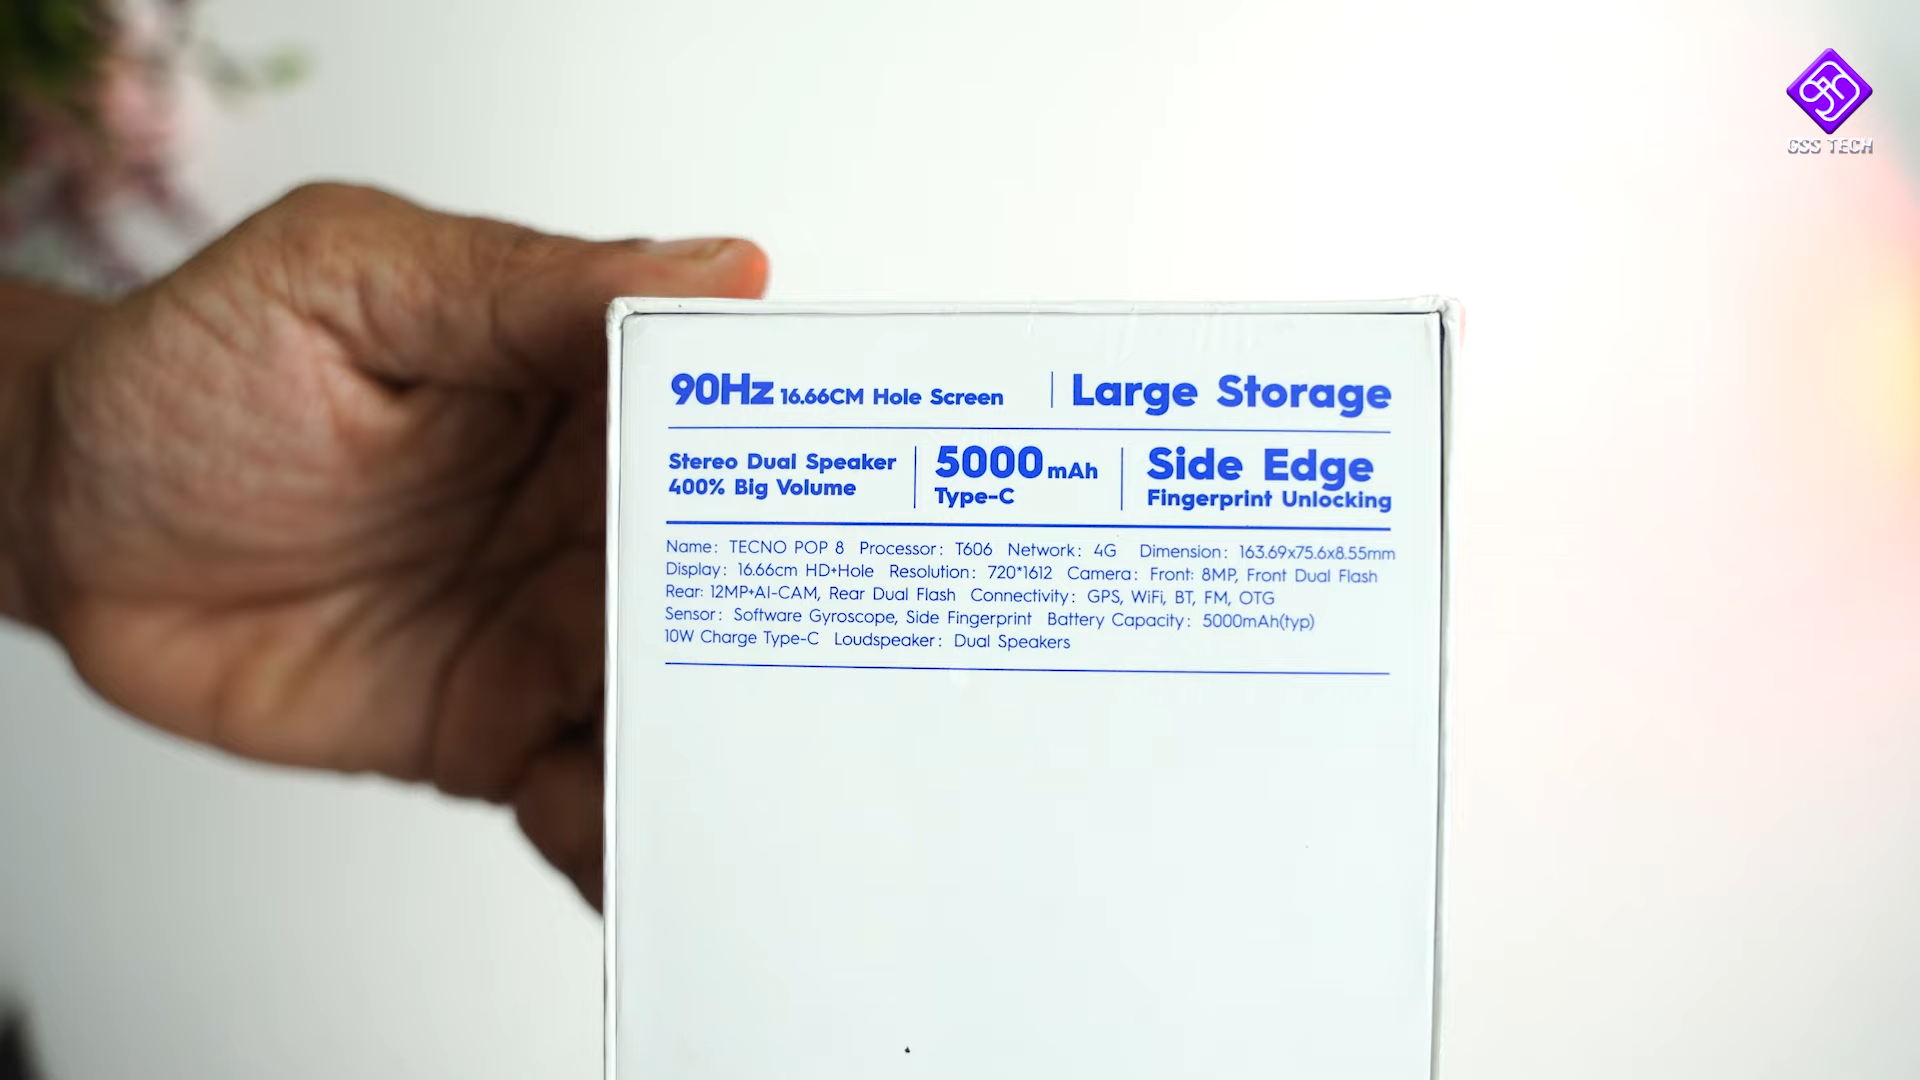 GSS TECH
90Hz 16.66CM Hole Screen | Large Storage
Stereo Dual Speaker
400% Big Volume
5000 mAh
Type-C
Side Edge
Fingerprint Unlocking
Name: TECNO POP 8 Processor: T606 Network: 4G Dimension: 163.69x75.6x8.55mm
Display: 16.66cm HD+Hole Resolution: 720*1612 Camera: Front: 8MP, Front Dual Flash
Rear: 12MP+AI-CAM, Rear Dual Flash Connectivity: GPS, WiFi, BT, FM, OTG
Sensor: Software Gyroscope, Side Fingerprint Battery Capacity: 5000mAh(typ)
10W Charge Type-C Loudspeaker: Dual Speakers